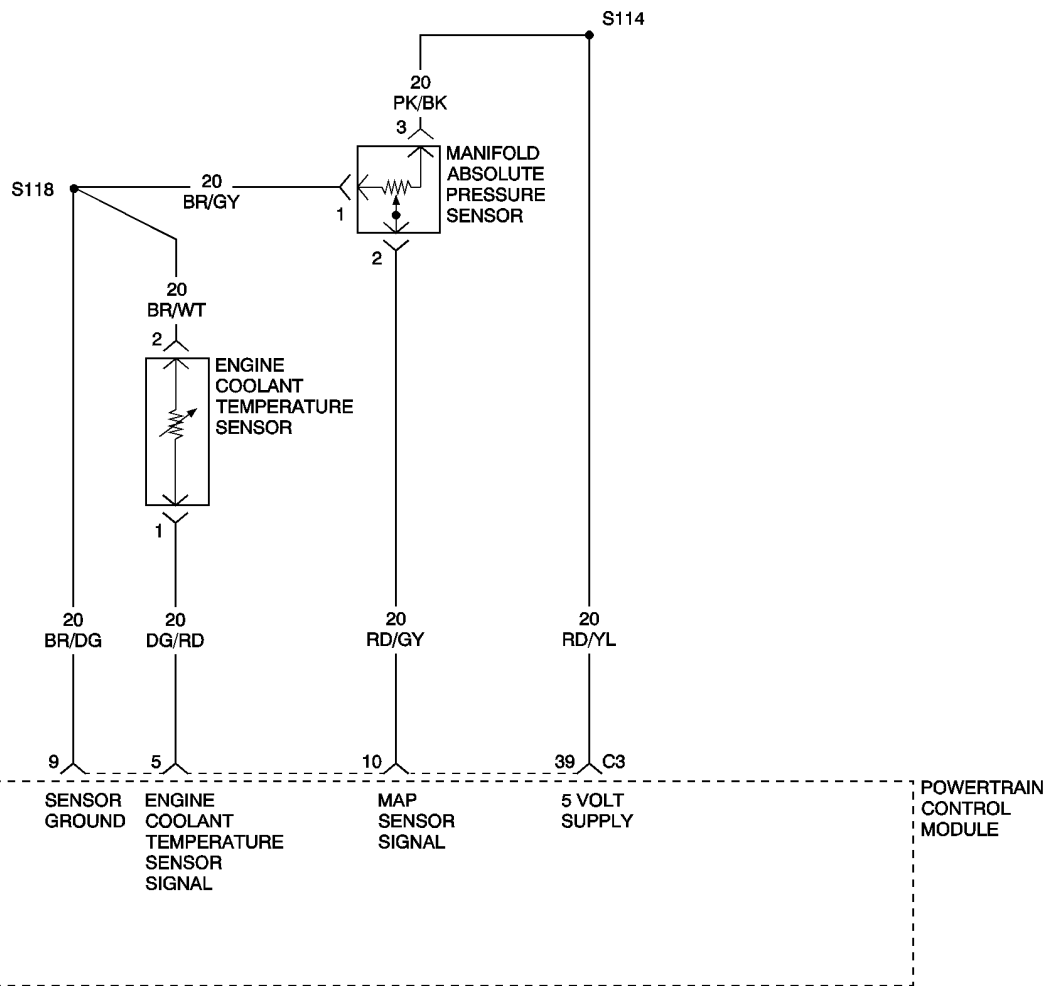 S114
20
PK/BK
3
MANIFOLD
ABSOLUTE
PRESSURE
SENSOR
S118
20
BR/GY
1
2
20
BR/WT
2
ENGINE
COOLANT
TEMPERATURE
SENSOR
1
20
BR/DG
20
DG/RD
20
RD/GY
20
RD/YL
9
5
10
39
C3
SENSOR
GROUND
ENGINE
COOLANT
TEMPERATURE
SENSOR
SIGNAL
MAP
SENSOR
SIGNAL
5 VOLT
SUPPLY
POWERTRAIN
CONTROL
MODULE